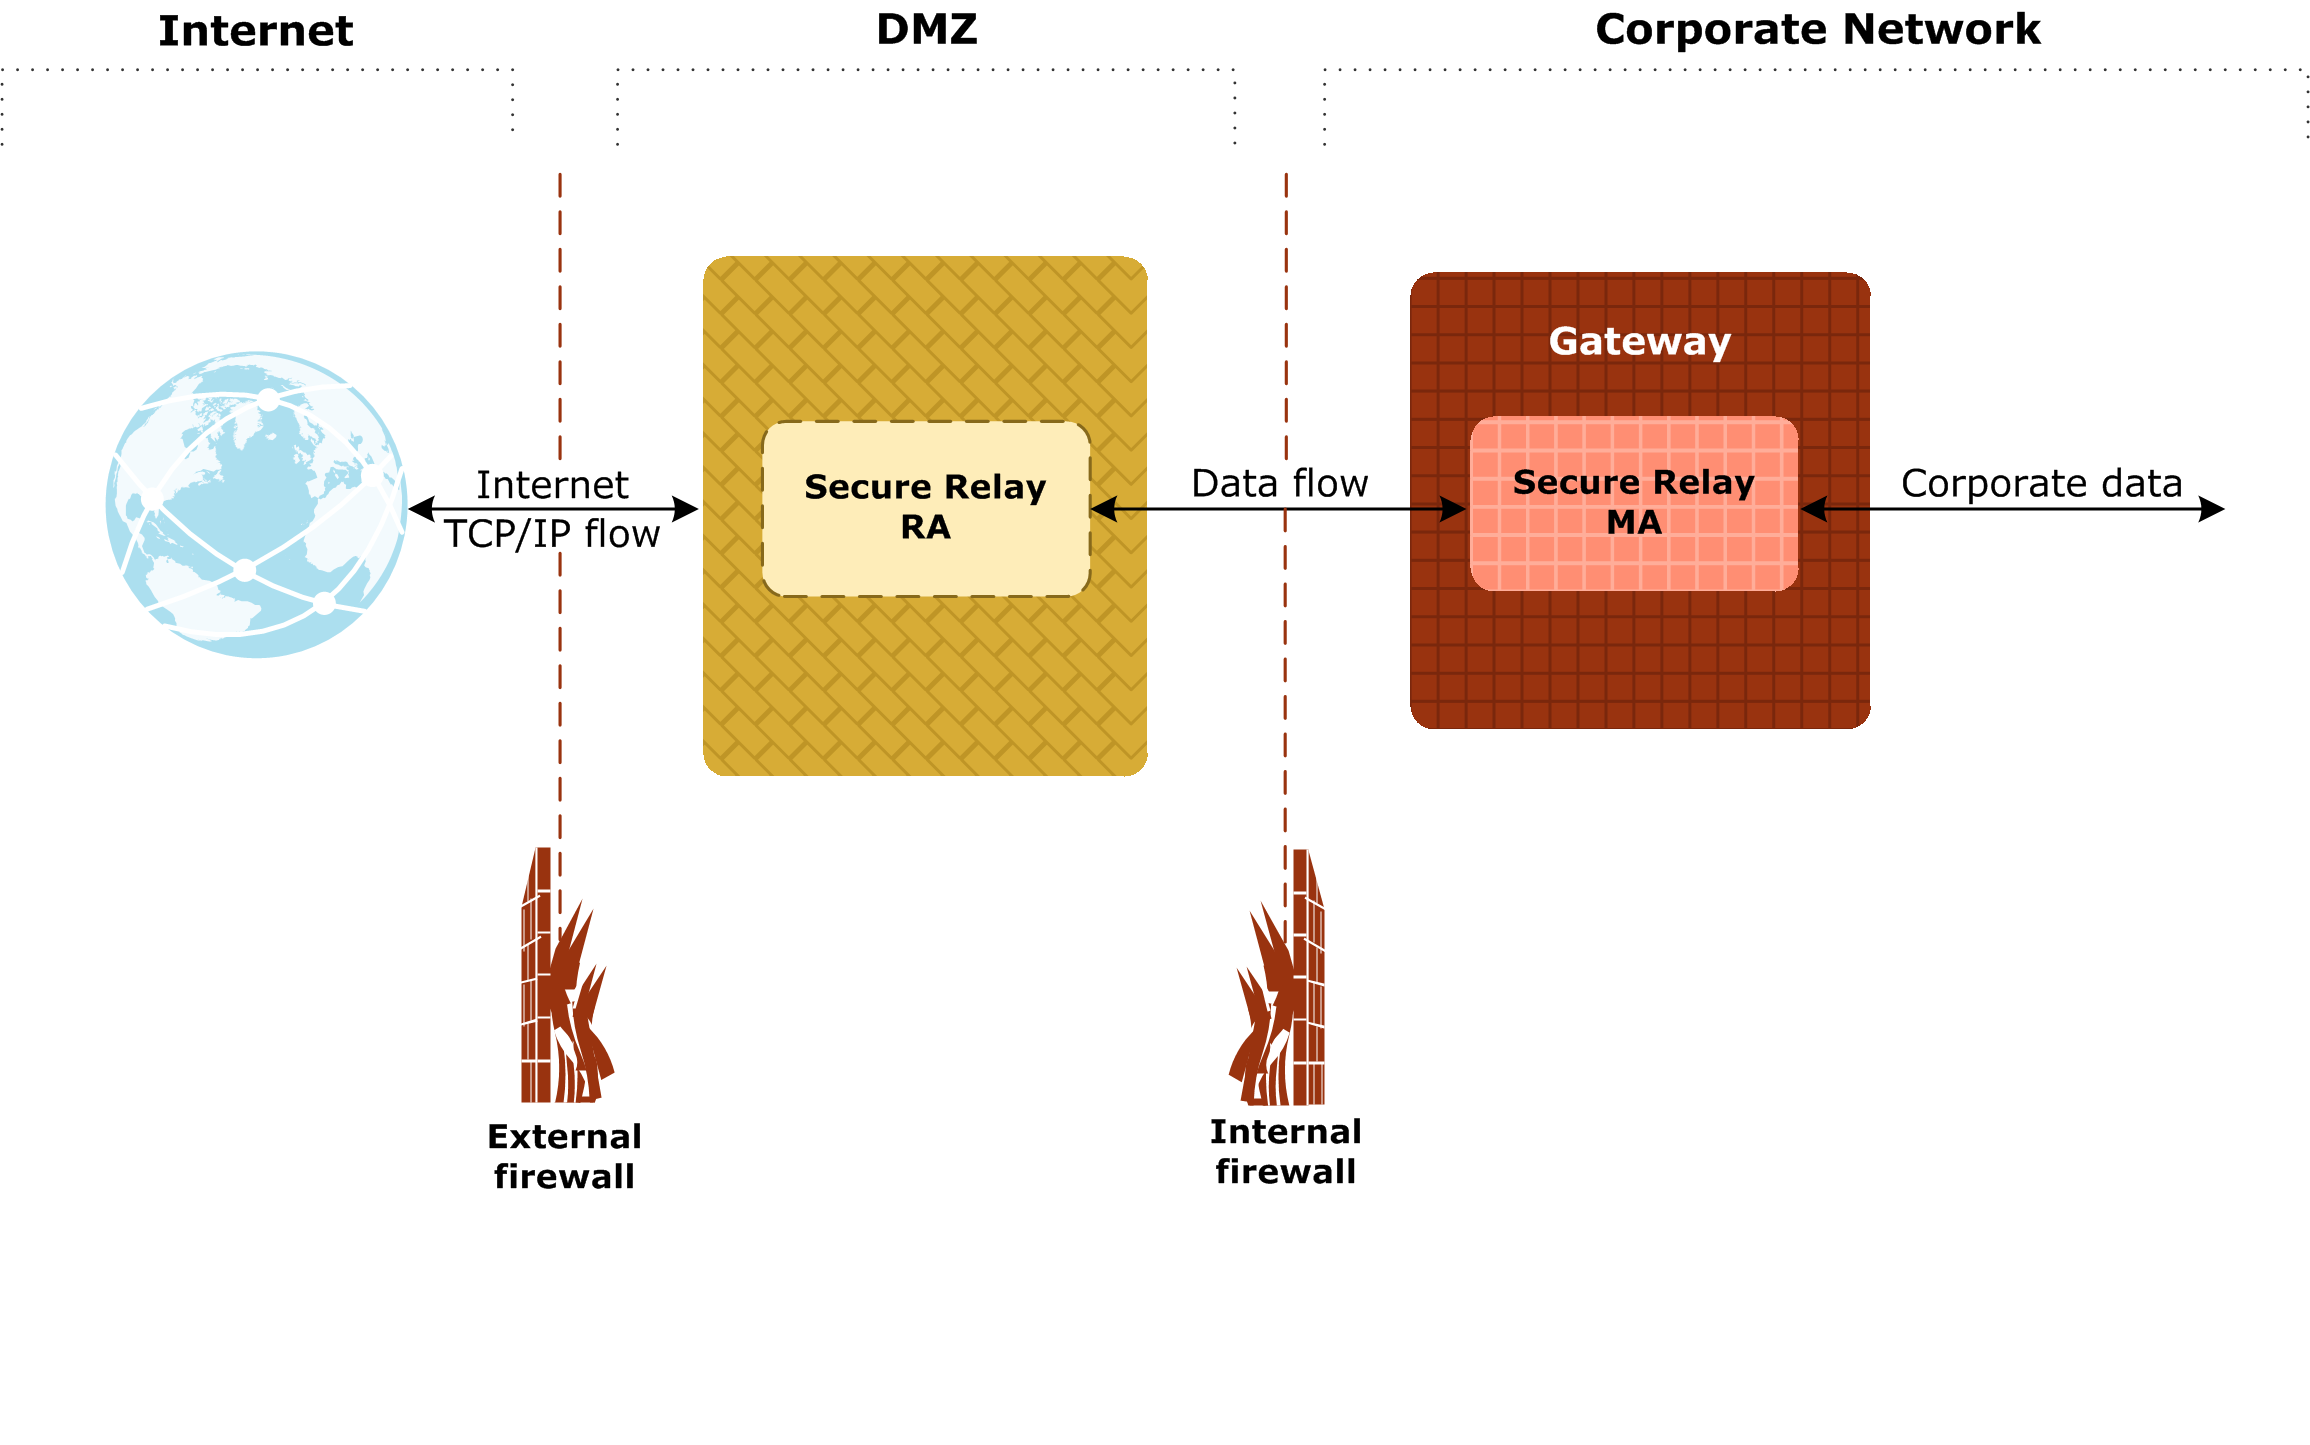 Internet
DMZ
Corporate Network
Gateway
Internet
TCP/IP flow
Secure Relay
RA
Data flow
Secure Relay
MA
Corporate data
External
firewall
Internal
firewall